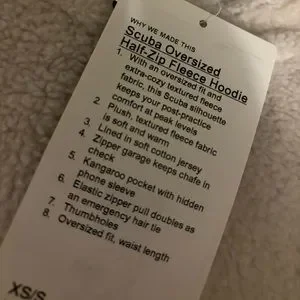 WHY WE MADE THIS
Scuba Oversized
Half-Zip Fleece Hoodie
1. With an oversized fit and
extra-cozy textured fleece
fabric, this Scuba silhouette
keeps your post-practice
comfort at peak levels
2. Plush, textured fleece fabric
is soft and warm
3. Lined in soft cotton jersey
4. Zipper garage keeps chafe in
check
5. Kangaroo pocket with hidden
phone sleeve
6. Elastic zipper pull doubles as
an emergency hair tie
7. Thumbholes
8. Oversized fit, waist length
XS/S